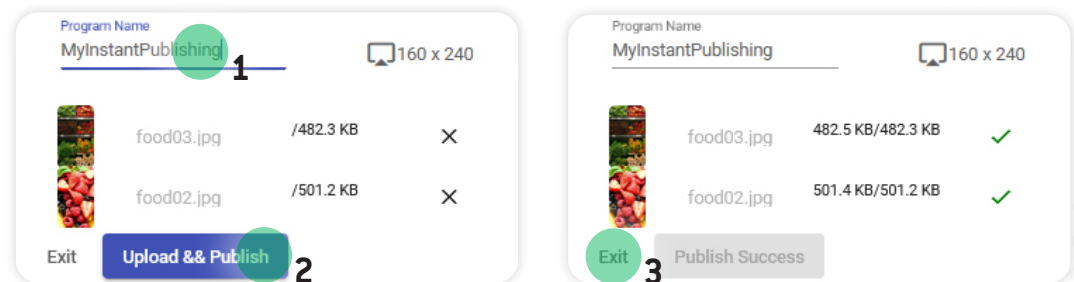 Program Name
MyInstantPublishing
1
160 x 240
food03.jpg
/482.3 KB
food02.jpg
/501.2 KB
Exit
Upload && Publish
2
Program Name
MyInstantPublishing
160 x 240
food03.jpg
482.5 KB/482.3 KB
food02.jpg
501.4 KB/501.2 KB
Exit
3
Publish Success